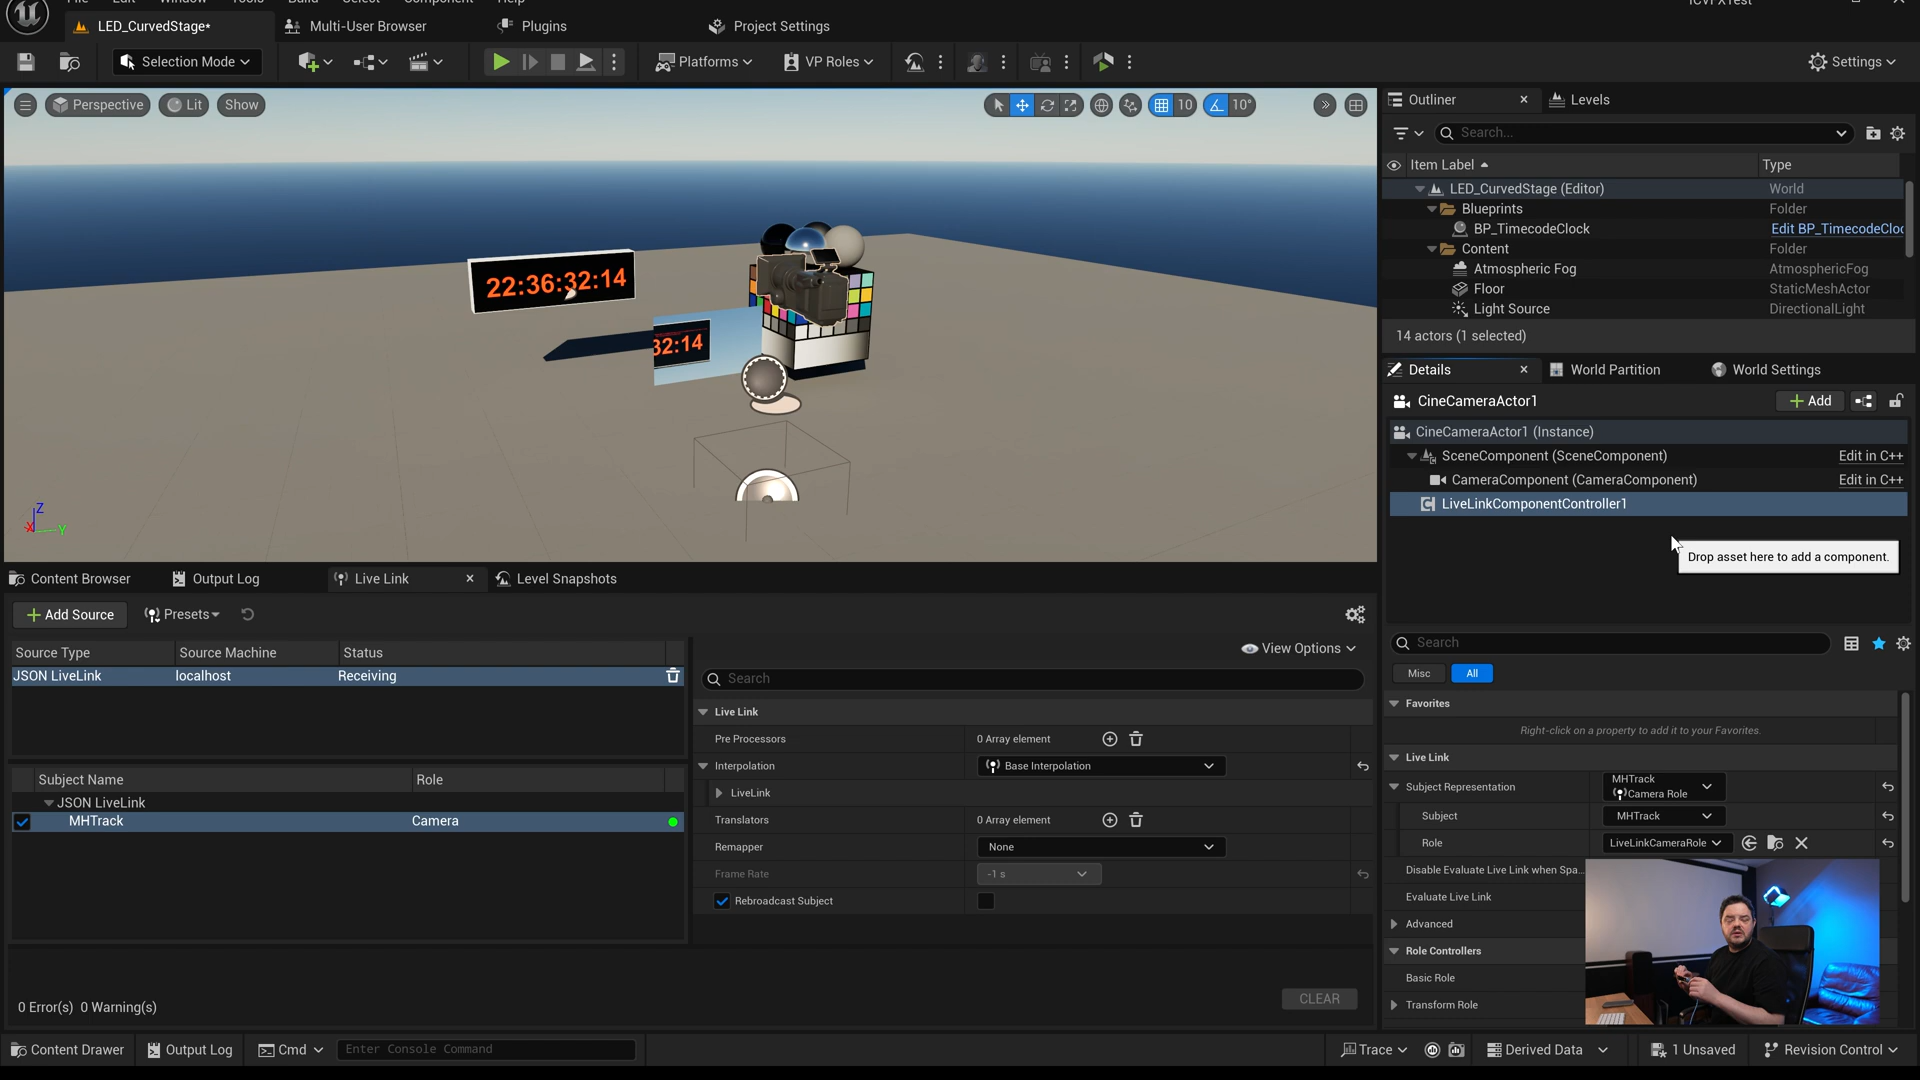 LED_CurvedStage*
Multi-User Browser
Plugins
Project Settings
Selection Mode
Platforms
VP Roles
Settings
Perspective
Lit
Show
10
10°
22:36:32:14
32:14
Outliner
Levels
Search...
Item Label
Type
LED_CurvedStage (Editor)
World
Blueprints
Folder
BP_TimecodeClock
Edit BP_TimecodeCloc
Content
Folder
Atmospheric Fog
AtmosphericFog
Floor
StaticMeshActor
Light Source
DirectionalLight
14 actors (1 selected)
Details
World Partition
World Settings
CineCameraActor1
Add
CineCameraActor1 (Instance)
SceneComponent (SceneComponent)
Edit in C++
CameraComponent (CameraComponent)
Edit in C++
LiveLinkComponentController1
Drop asset here to add a component.
Search
Misc
All
Favorites
Right-click on a property to add it to your Favorites.
Live Link
Subject Representation
MHTrack
Camera Role
Subject
MHTrack
Role
LiveLinkCameraRole
Disable Evaluate Live Link when Spa...
Evaluate Live Link
Advanced
Role Controllers
Basic Role
Transform Role
Content Browser
Output Log
Live Link
Level Snapshots
Add Source
Presets
Source Type
Source Machine
Status
JSON LiveLink
localhost
Receiving
Subject Name
Role
JSON LiveLink
MHTrack
Camera
View Options
Search
Live Link
Pre Processors
0 Array element
Interpolation
Base Interpolation
LiveLink
Translators
0 Array element
Remapper
None
Frame Rate
-1 s
Rebroadcast Subject
0 Error(s) 0 Warning(s)
CLEAR
Content Drawer
Output Log
Cmd
Enter Console Command
Trace
Derived Data
1 Unsaved
Revision Control